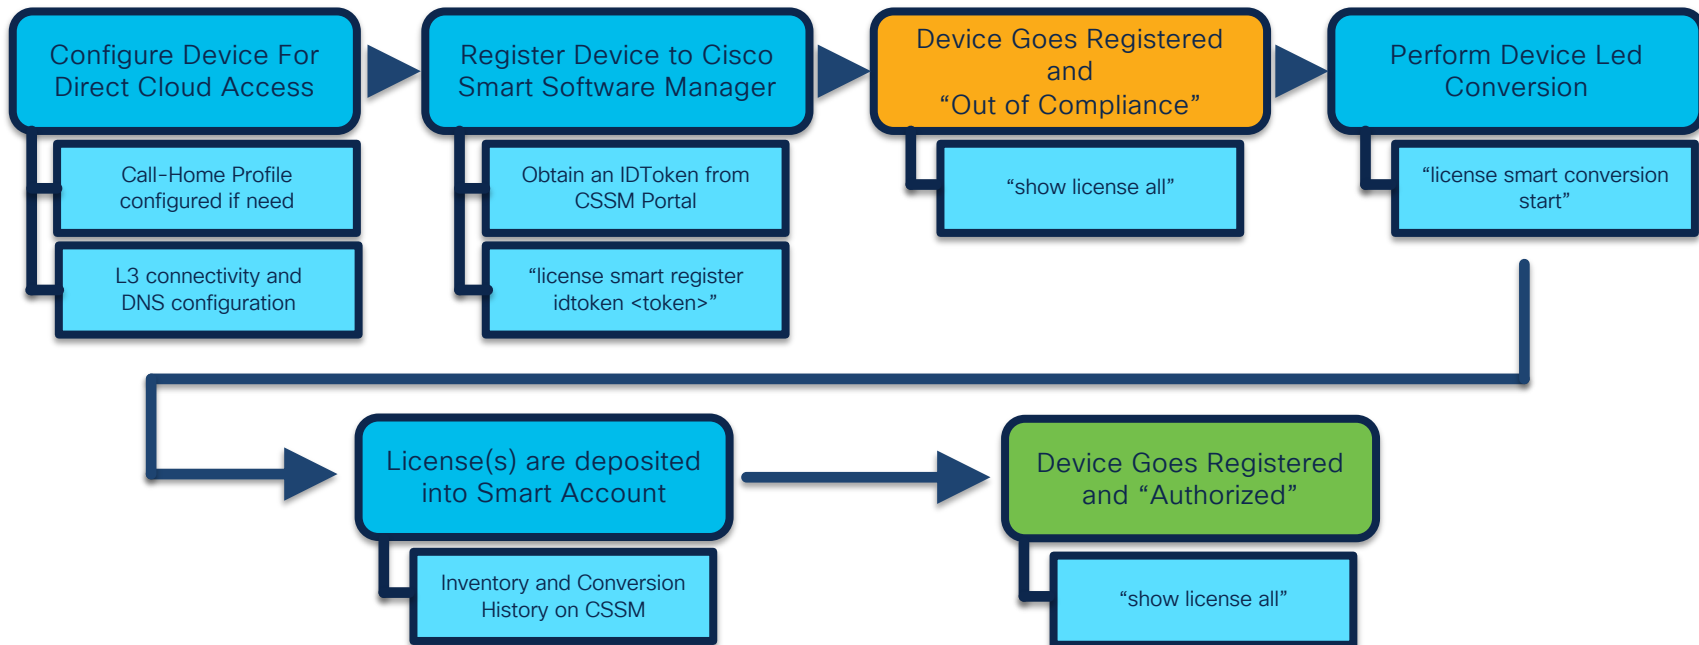 Configure Device For
Direct Cloud Access
Call-Home Profile
configured if need
L3 connectivity and
DNS configuration
Register Device to Cisco
Smart Software Manager
Obtain an IDToken from
CSSM Portal
“license smart register
idtoken <token>”
Device Goes Registered
and
“Out of Compliance”
“show license all”
Perform Device Led
Conversion
“license smart conversion
start”
License(s) are deposited
into Smart Account
Inventory and Conversion
History on CSSM
Device Goes Registered
and “Authorized”
“show license all”